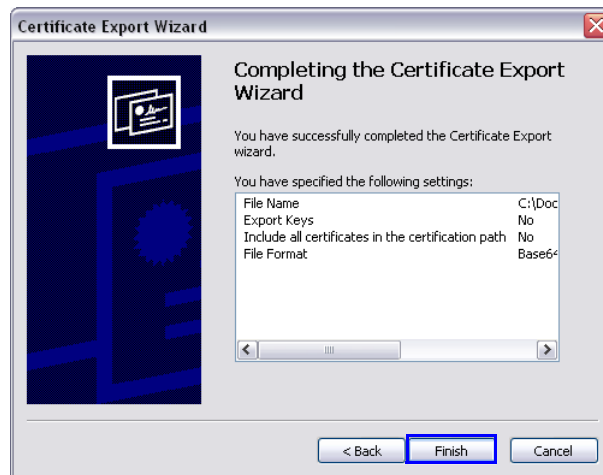 Certificate Export Wizard
Completing the Certificate Export
Wizard
You have successfully completed the Certificate Export
wizard.
You have specified the following settings:
File Name C:\Doc
Export Keys No
Include all certificates in the certification path No
File Format Base64
< Back Finish Cancel